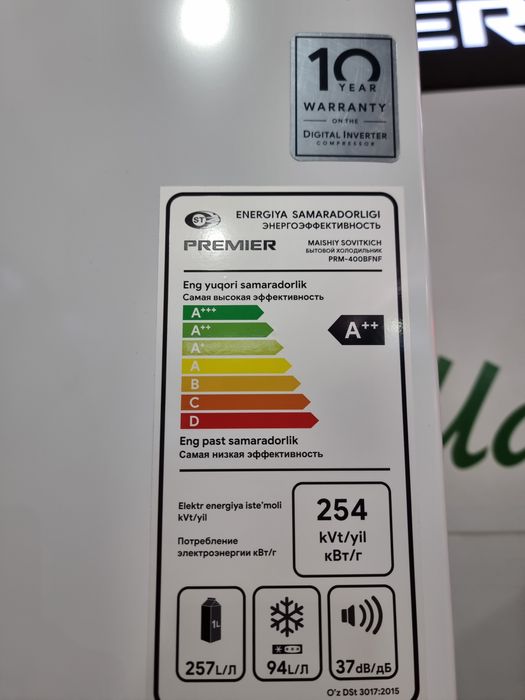 ER
10
YEAR
WARRANTY
ON THE
DIGITAL INVERTER
COMPRESSOR
ST
ENERGIYA SAMARADORLIGI
ЭНЕРГОЭФФЕКТИВНОСТЬ
PREMIER
MAISHIY SOVITKICH
БЫТОВОЙ ХОЛОДИЛЬНИК
PRM-400BFNF
Eng yuqori samaradorlik
Самая высокая эффективность
A+++
A++
A+
A
B
C
D
A++
Eng past samaradorlik
Самая низкая эффективность
Elektr energiya iste'moli
kVt/yil
Потребление
электроэнергии кВт/г
254
kVt/yil
кВт/г
1L
257L/Л
94L/Л
37dB/дБ
O'z DSt 3017:2015